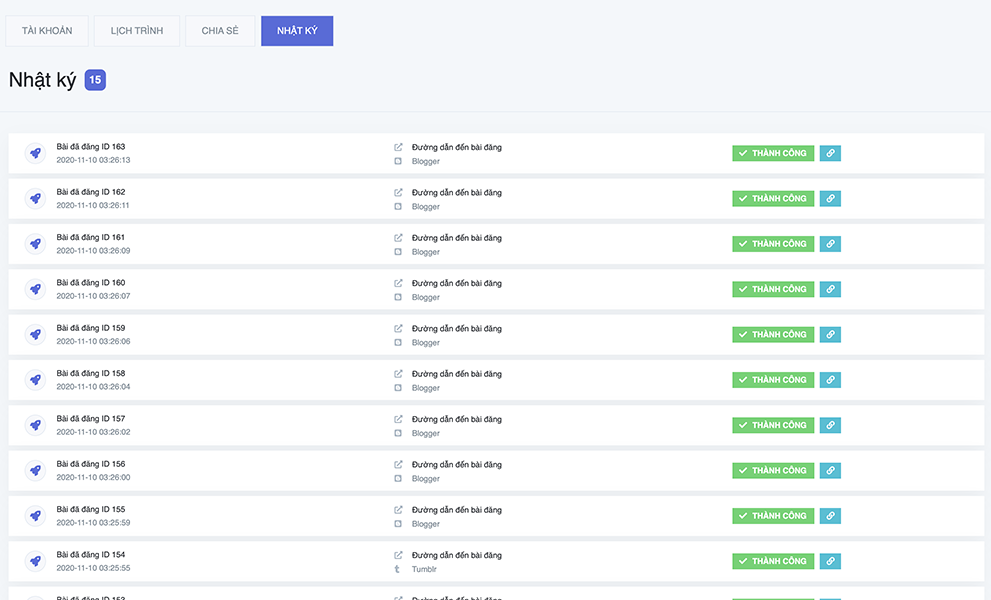 TÀI KHOẢN
LỊCH TRÌNH
CHIA SẺ
NHẬT KÝ
Nhật ký 15
Bài đã đăng ID 163
2020-11-10 03:26:13
Đường dẫn đến bài đăng
Blogger
THÀNH CÔNG
Bài đã đăng ID 162
2020-11-10 03:26:11
Đường dẫn đến bài đăng
Blogger
THÀNH CÔNG
Bài đã đăng ID 161
2020-11-10 03:26:09
Đường dẫn đến bài đăng
Blogger
THÀNH CÔNG
Bài đã đăng ID 160
2020-11-10 03:26:07
Đường dẫn đến bài đăng
Blogger
THÀNH CÔNG
Bài đã đăng ID 159
2020-11-10 03:26:06
Đường dẫn đến bài đăng
Blogger
THÀNH CÔNG
Bài đã đăng ID 158
2020-11-10 03:26:04
Đường dẫn đến bài đăng
Blogger
THÀNH CÔNG
Bài đã đăng ID 157
2020-11-10 03:26:02
Đường dẫn đến bài đăng
Blogger
THÀNH CÔNG
Bài đã đăng ID 156
2020-11-10 03:26:00
Đường dẫn đến bài đăng
Blogger
THÀNH CÔNG
Bài đã đăng ID 155
2020-11-10 03:25:59
Đường dẫn đến bài đăng
Blogger
THÀNH CÔNG
Bài đã đăng ID 154
2020-11-10 03:25:55
Đường dẫn đến bài đăng
Tumblr
THÀNH CÔNG